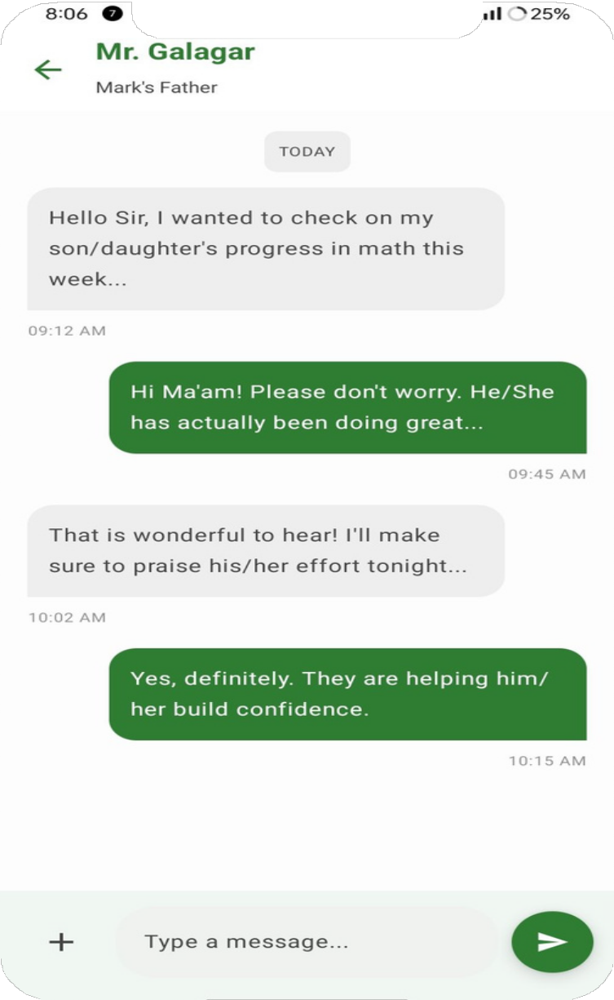 8:06 7 25%
Mr. Galagar
Mark's Father
TODAY
Hello Sir, I wanted to check on my
son/daughter's progress in math this
week...
09:12 AM
Hi Ma'am! Please don't worry. He/She
has actually been doing great...
09:45 AM
That is wonderful to hear! I'll make
sure to praise his/her effort tonight...
10:02 AM
Yes, definitely. They are helping him/
her build confidence.
10:15 AM
Type a message...